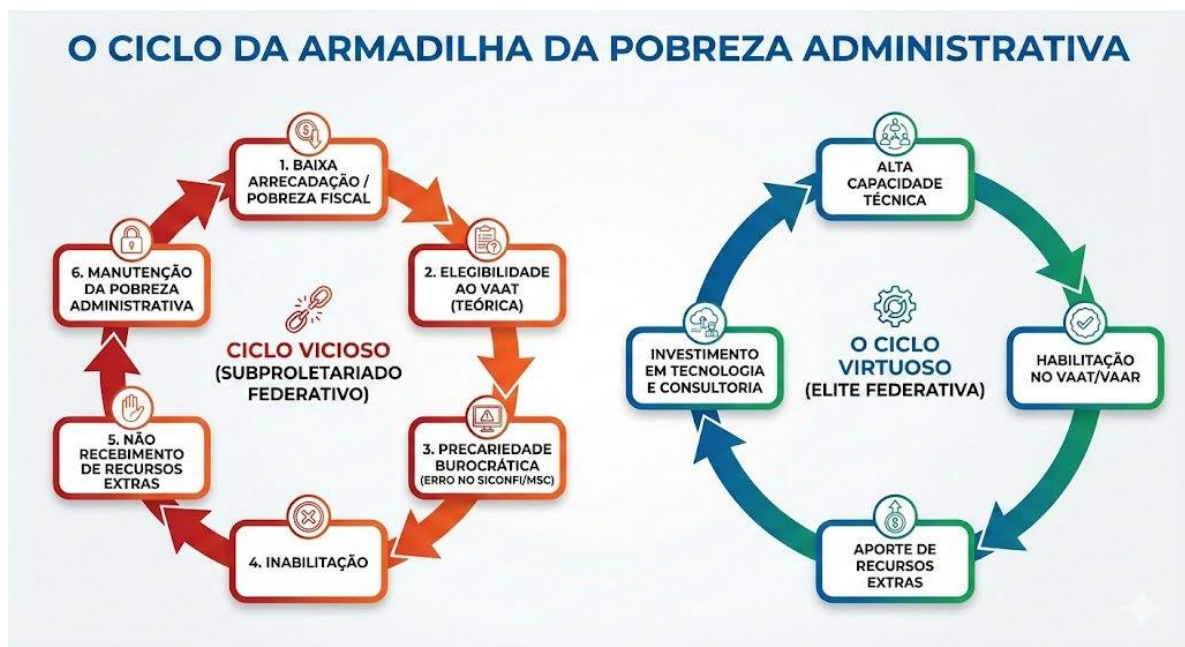 O CICLO DA ARMADILHA DA POBREZA ADMINISTRATIVA
1. BAIXA
ARRECADAÇÃO /
POBREZA FISCAL
2. ELEGIBILIDADE
AO VAAT
(TEÓRICA)
3. PRECARIEDADE
BUROCRÁTICA
(ERRO NO SICONFI/MSC)
4. INABILITAÇÃO
5. NÃO
RECEBIMENTO
DE RECURSOS
EXTRAS
6. MANUTENÇÃO
DA POBREZA
ADMINISTRATIVA
CICLO VICIOSO
(SUBPROLETARIADO
FEDERATIVO)
ALTA
CAPACIDADE
TÉCNICA
HABILITAÇÃO
NO VAAT/VAAR
APORTE DE
RECURSOS
EXTRAS
INVESTIMENTO
EM TECNOLOGIA
E CONSULTORIA
O CICLO
VIRTUOSO
(ELITE FEDERATIVA)